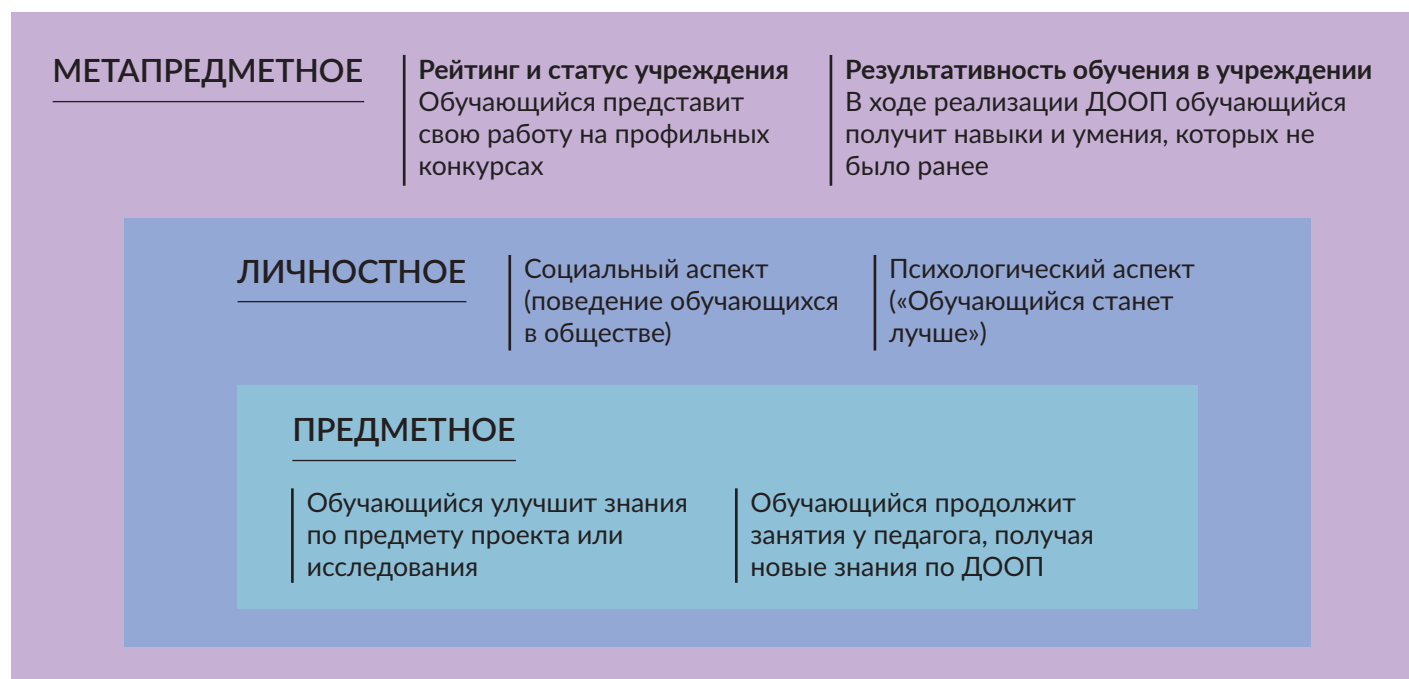 МЕТАПРЕДМЕТНОЕ
Рейтинг и статус учреждения
Обучающийся представит
свою работу на профильных
конкурсах
Результативность обучения в учреждении
В ходе реализации ДООП обучающийся
получит навыки и умения, которых не
было ранее
ЛИЧНОСТНОЕ
Социальный аспект
(поведение обучающихся
в обществе)
Психологический аспект
(«Обучающийся станет
лучше»)
ПРЕДМЕТНОЕ
Обучающийся улучшит знания
по предмету проекта или
исследования
Обучающийся продолжит
занятия у педагога, получая
новые знания по ДООП